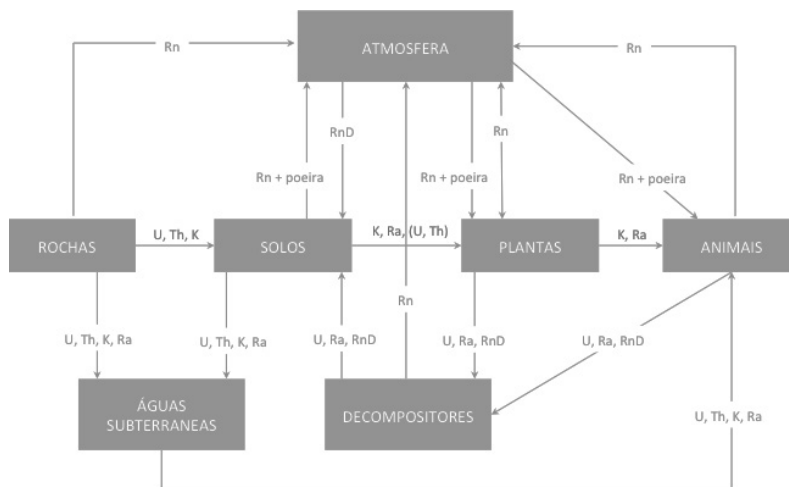 Rn
ATMOSFERA
Rn
RnD
Rn
Rn + poeira
Rn + poeira
Rn + poeira
ROCHAS
U, Th, K
SOLOS
K, Ra, (U, Th)
PLANTAS
K, Ra
ANIMAIS
Rn
U, Th, K, Ra
U, Th, K, Ra
U, Ra, RnD
U, Ra, RnD
U, Ra, RnD
ÁGUAS
SUBTERRANEAS
DECOMPOSITORES
U, Th, K, Ra